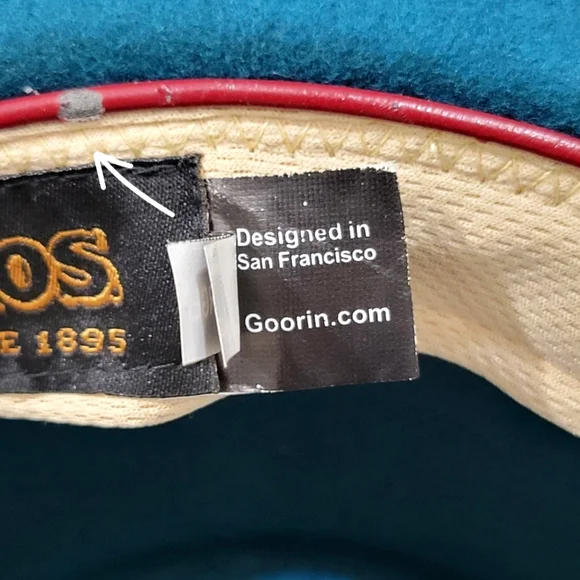 OS.
E 1895
Designed in
San Francisco
Goorin.com